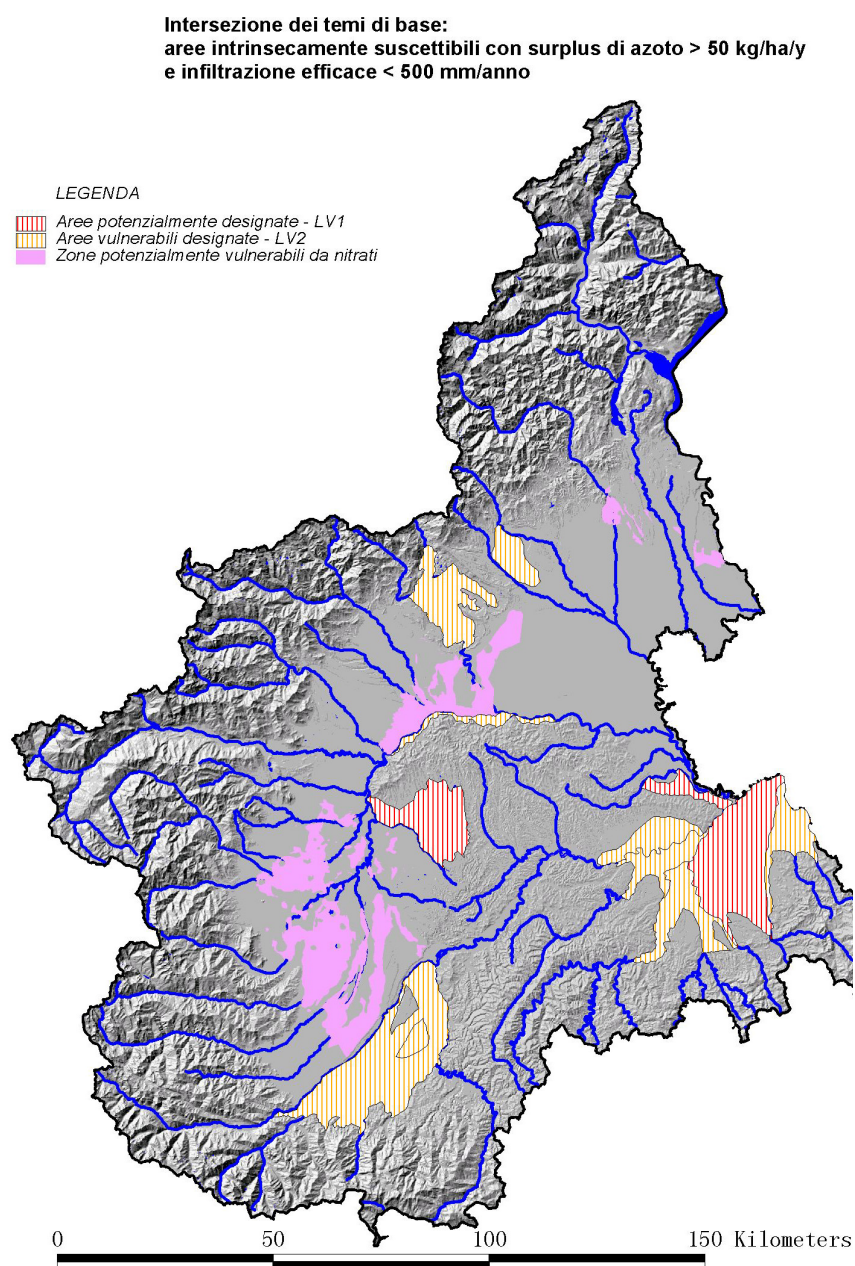 Intersezione dei temi di base:
aree intrinsecamente suscettibili con surplus di azoto > 50 kg/ha/y
e infiltrazione efficace < 500 mm/anno
LEGENDA
Aree potenzialmente designate - LV1
Aree vulnerabili designate - LV2
Zone potenzialmente vulnerabili da nitrati
0 50 100 150 Kilometers